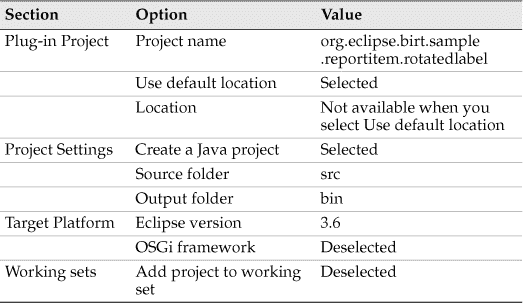 Section Option Value
Plug-in Project Project name org.eclipse.birt.sample
.reportitem.rotatedlabel
Use default location Selected
Location Not available when you
select Use default location
Project Settings Create a Java project Selected
Source folder src
Output folder bin
Target Platform Eclipse version 3.6
OSGi framework Deselected
Working sets Add project to working Deselected
set